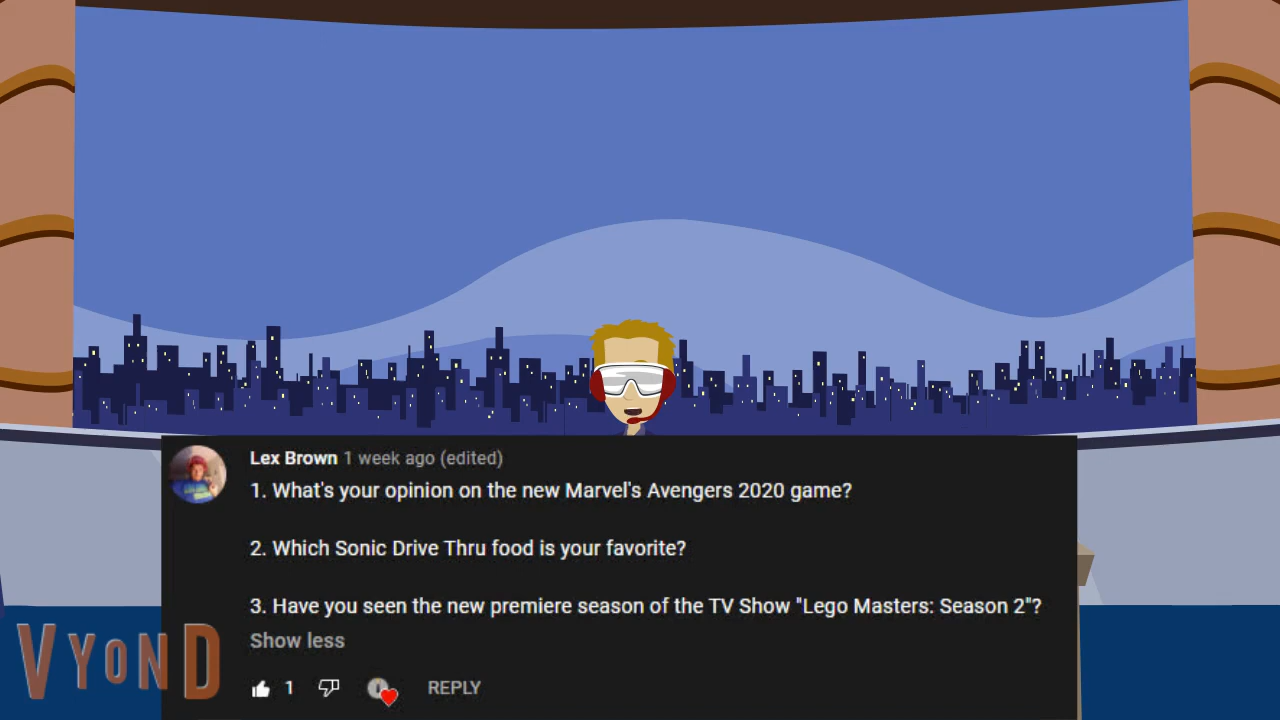 Lex Brown 1 week ago (edited)
1. What's your opinion on the new Marvel's Avengers 2020 game?
2. Which Sonic Drive Thru food is your favorite?
3. Have you seen the new premiere season of the TV Show "Lego Masters: Season 2"?
Show less
1 REPLY
VYOND